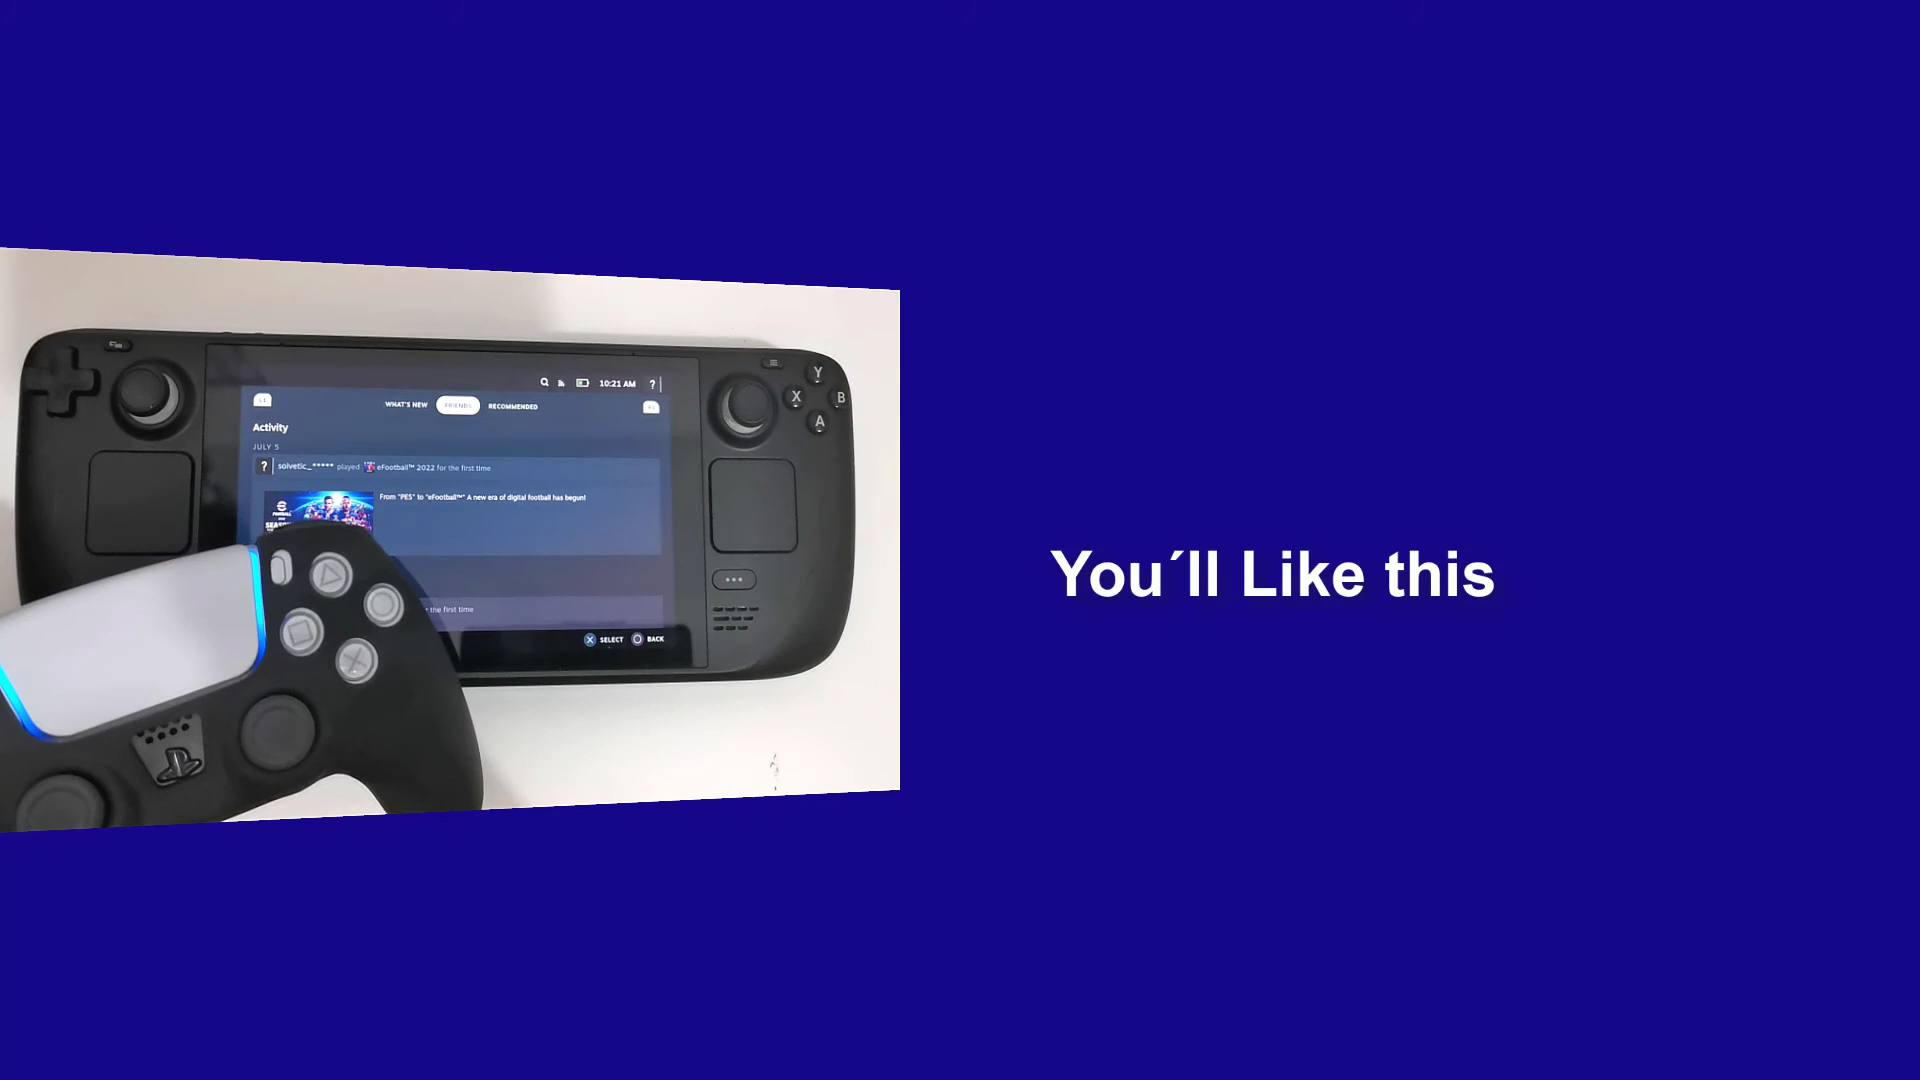 10:21 AM ?
WHAT'S NEW FRIENDS RECOMMENDED
Activity
JULY 5
? solvetic_***** played eFootball™ 2022 for the first time
From "PES" to "eFootball™" A new era of digital football has begun!
the first time
SELECT BACK
Y
X B
A
You´ll Like this